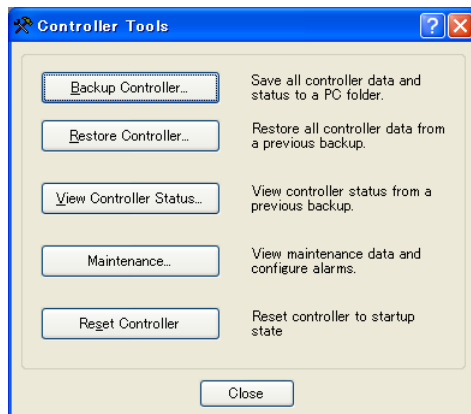 Controller Tools
Backup Controller...
Save all controller data and
status to a PC folder.
Restore Controller...
Restore all controller data from
a previous backup.
View Controller Status...
View controller status from a
previous backup.
Maintenance...
View maintenance data and
configure alarms.
Reset Controller
Reset controller to startup
state
Close